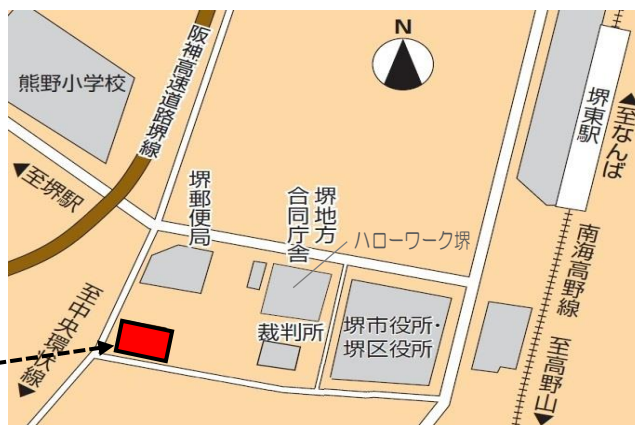 熊野小学校
阪神高速道路堺線
N
堺東駅
▲至なんば
◀至堺駅
堺郵便局
堺地方
合同庁舎
ハローワーク堺
南海高野線
至中央環状線▶
裁判所
堺市役所・
堺区役所
至高野山▶